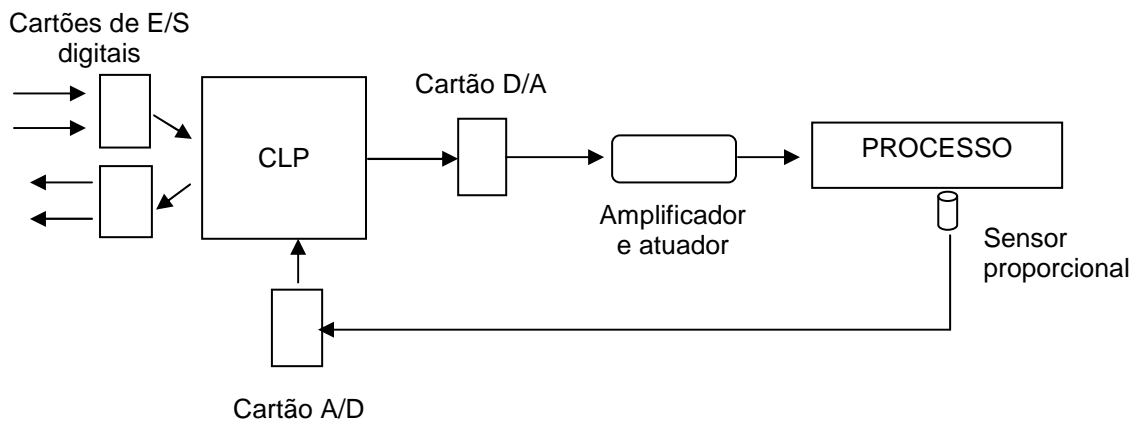 Cartões de E/S
digitais
Cartão D/A
CLP
PROCESSO
Amplificador
e atuador
Sensor
proporcional
Cartão A/D